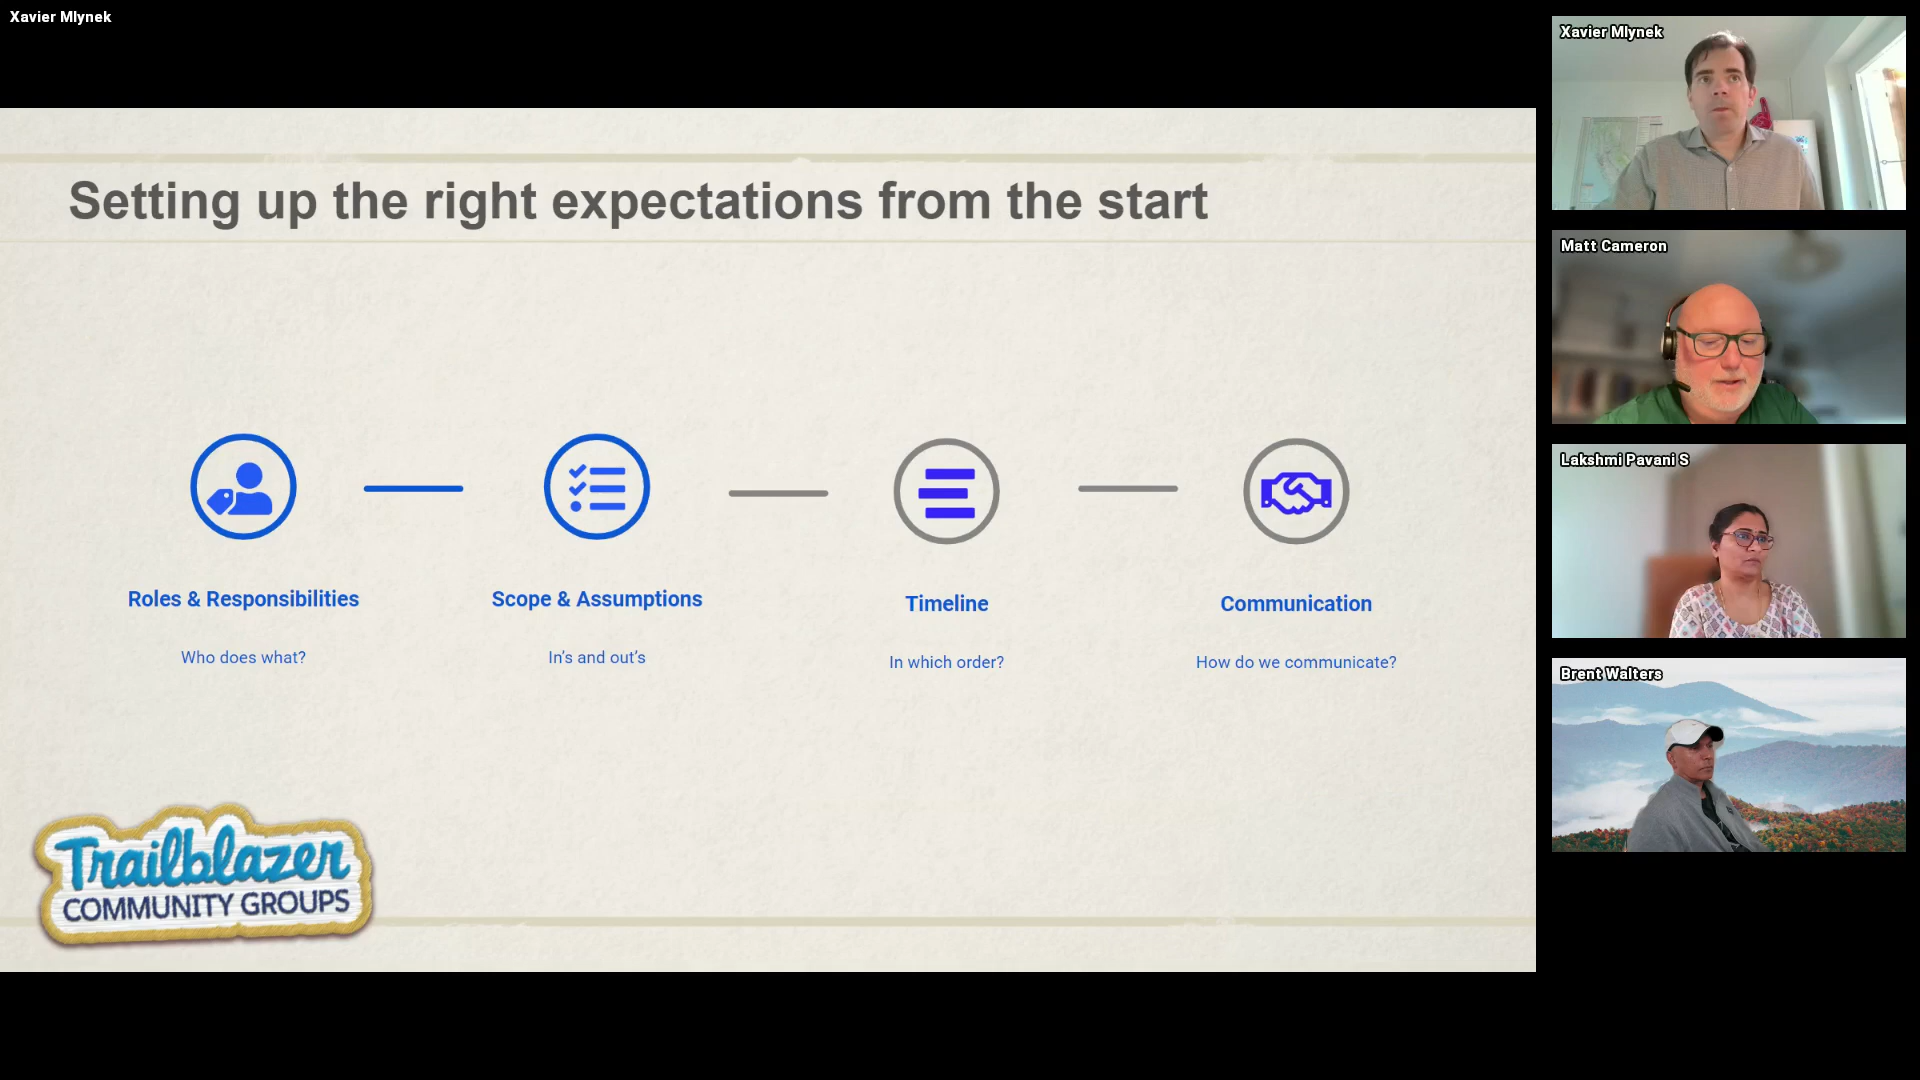 Xavier Mlynek
Setting up the right expectations from the start
Roles & Responsibilities
Who does what?
Scope & Assumptions
In’s and out’s
Timeline
In which order?
Communication
How do we communicate?
Trailblazer
COMMUNITY GROUPS
Xavier Mlynek
Matt Cameron
Lakshmi Pavani S
Brent Walters